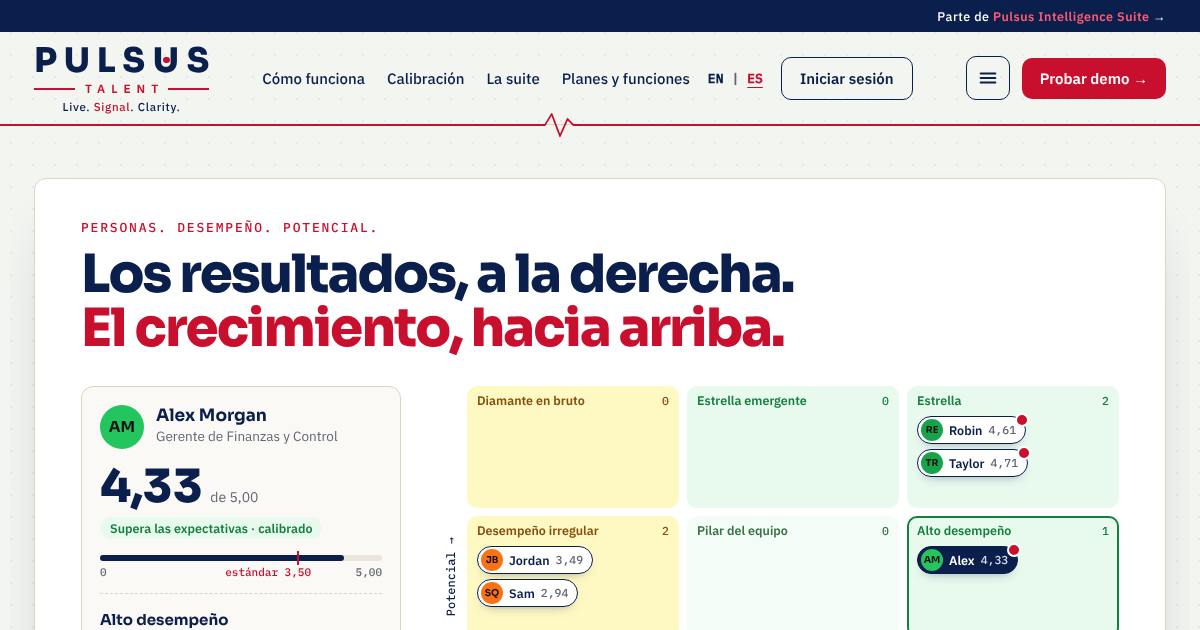 Parte de Pulsus Intelligence Suite →
PULSUS
TALENT
Live. Signal. Clarity.
Cómo funciona
Calibración
La suite
Planes y funciones
EN | ES
Iniciar sesión
Probar demo →
PERSONAS. DESEMPEÑO. POTENCIAL.
Los resultados, a la derecha.
El crecimiento, hacia arriba.
AM
Alex Morgan
Gerente de Finanzas y Control
4,33 de 5,00
Supera las expectativas · calibrado
0 estándar 3,50 5,00
Alto desempeño
Potencial →
Diamante en bruto 0
Estrella emergente 0
Estrella 2
RE Robin 4,61
TR Taylor 4,71
Desempeño irregular 2
JB Jordan 3,49
SQ Sam 2,94
Pilar del equipo 0
Alto desempeño 1
AM Alex 4,33